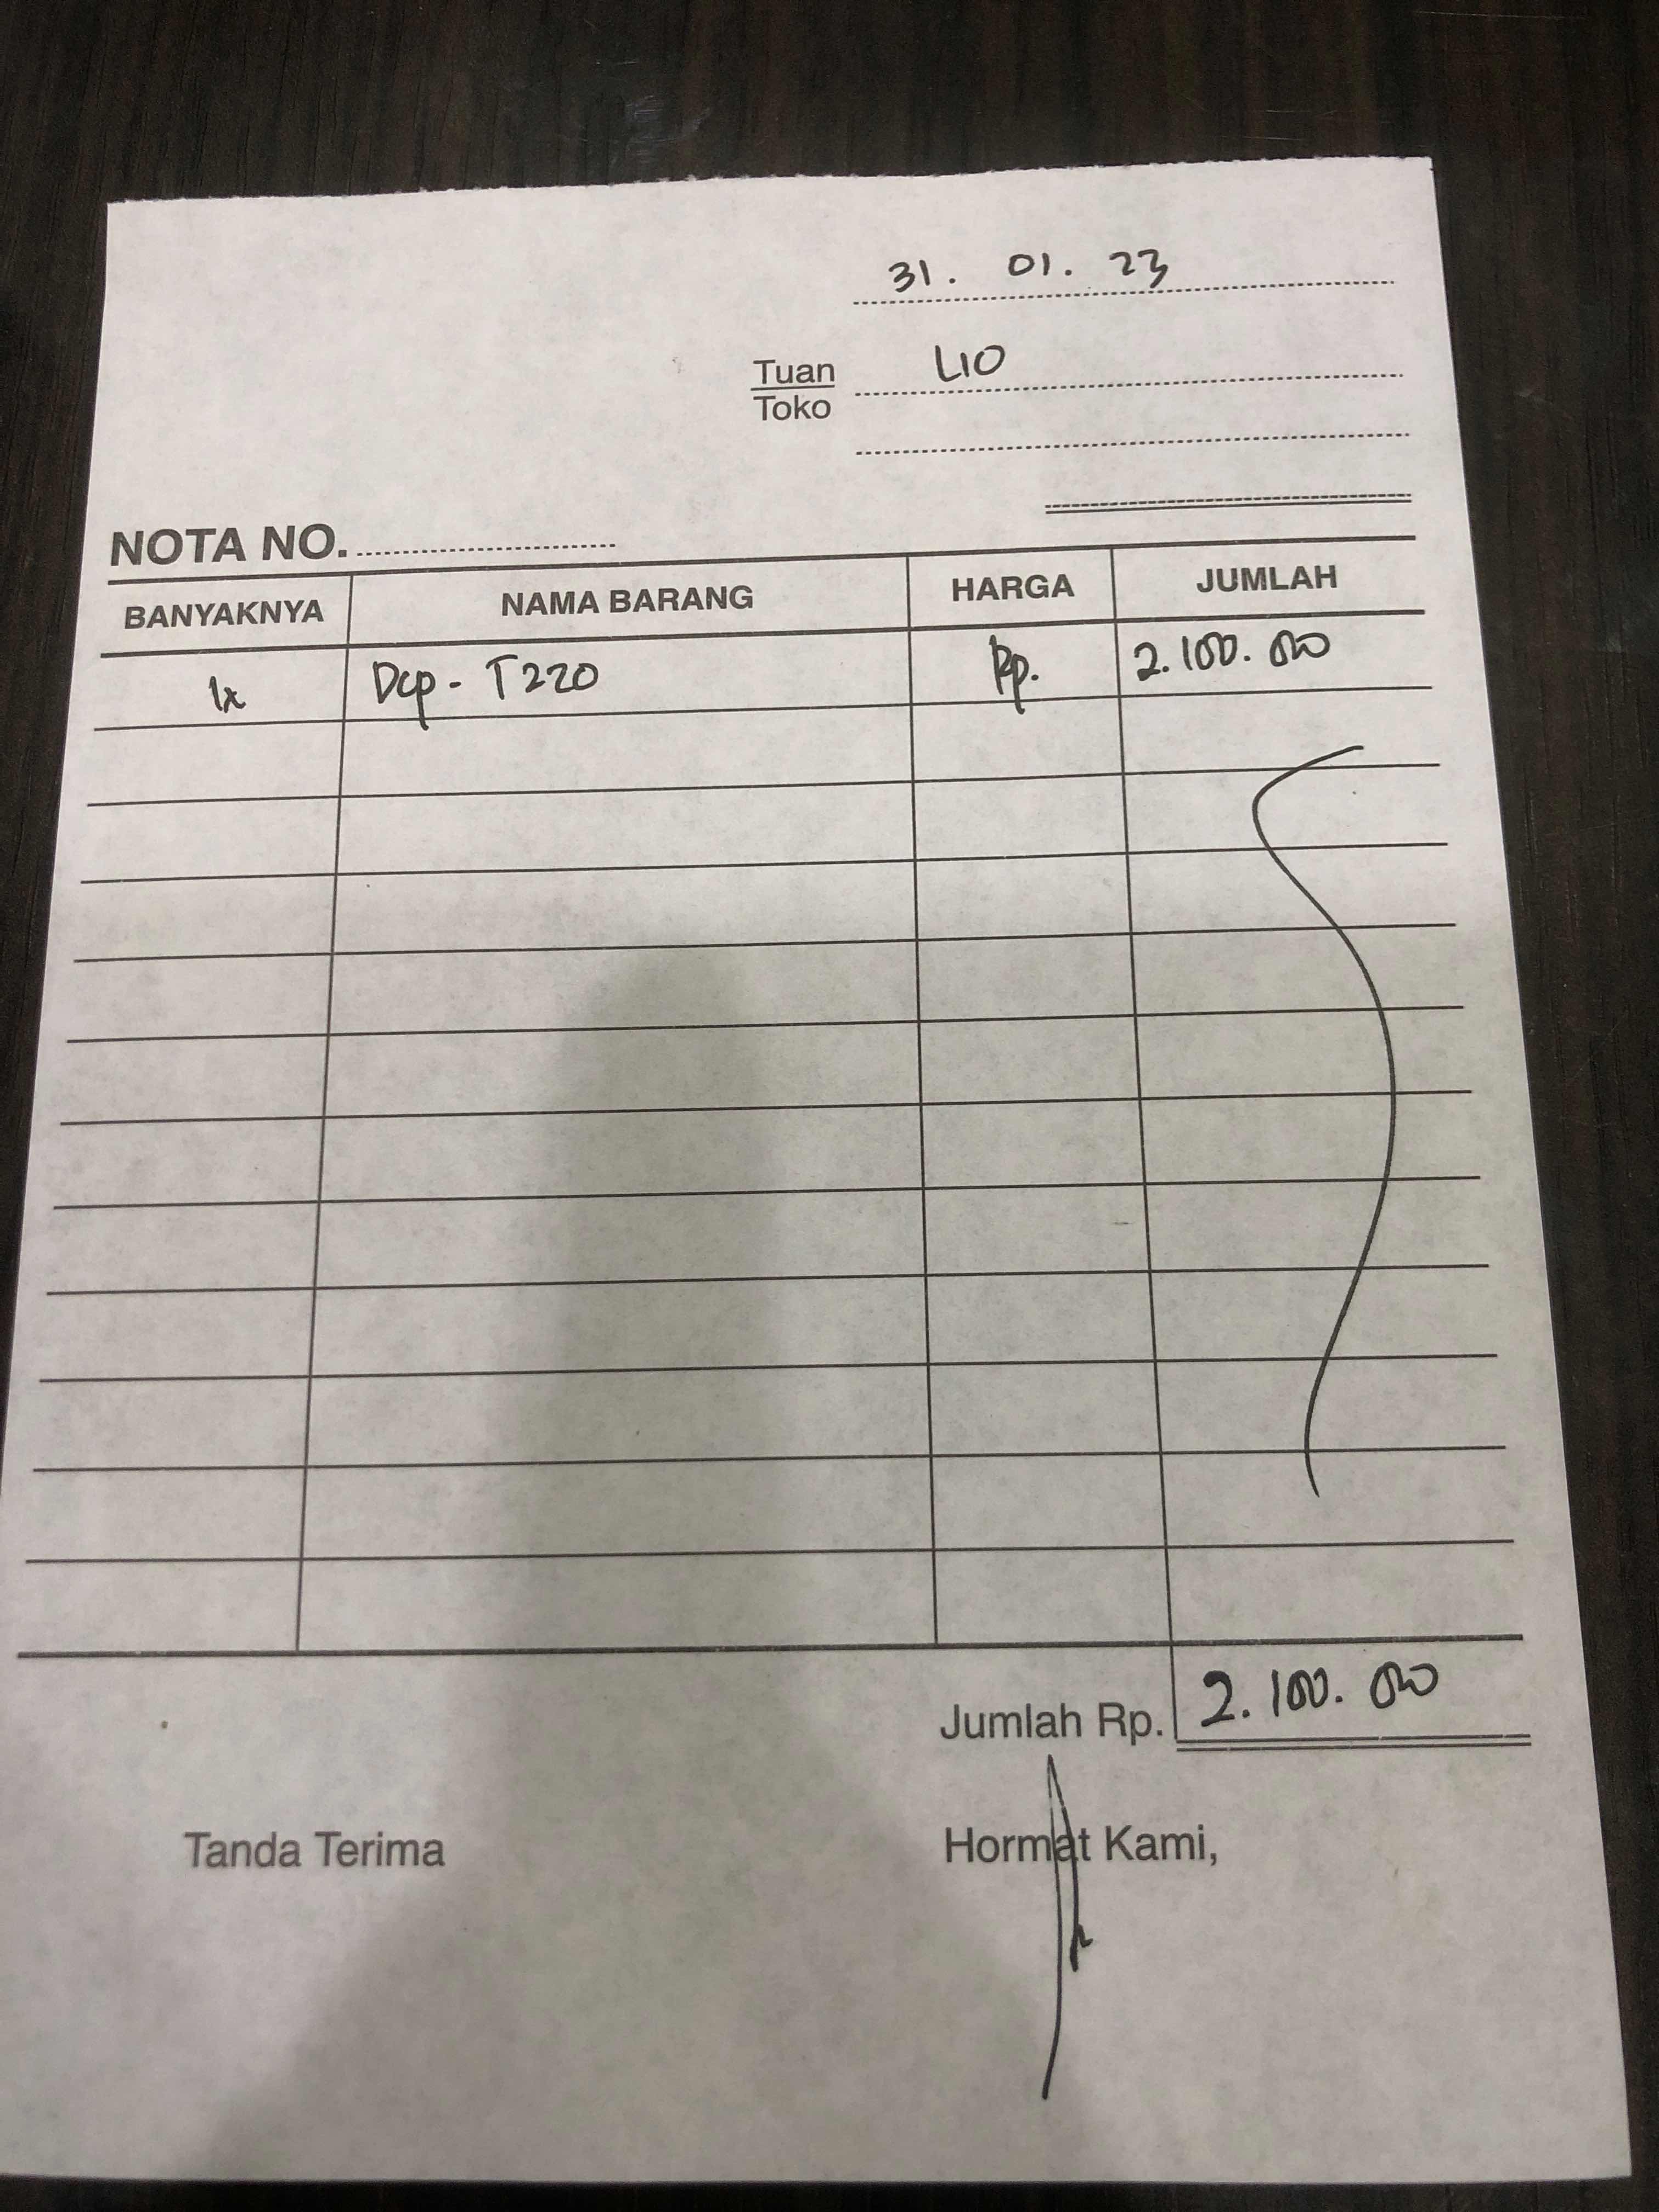 31. 01. 23
Tuan LIO
Toko
NOTA NO.
BANYAKNYA NAMA BARANG HARGA JUMLAH
1x Dcp - T220 Rp. 2.100.000
Jumlah Rp. 2.100.000
Tanda Terima Hormat Kami,